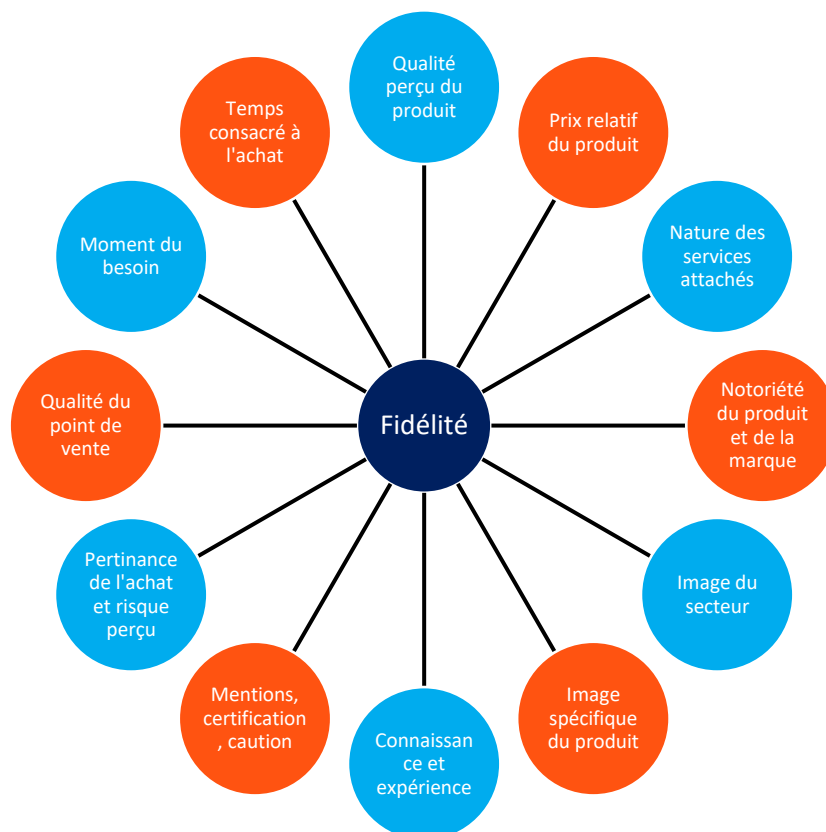 Qualité
perçu du
produit
Prix relatif
du produit
Nature des
services
attachés
Notoriété
du produit
et de la
marque
Image du
secteur
Image
spécifique
du produit
Connaissan
ce et
expérience
Mentions,
certification
, caution
Pertinance
de l'achat
et risque
perçu
Qualité du
point de
vente
Moment du
besoin
Temps
consacré à
l'achat
Fidélité